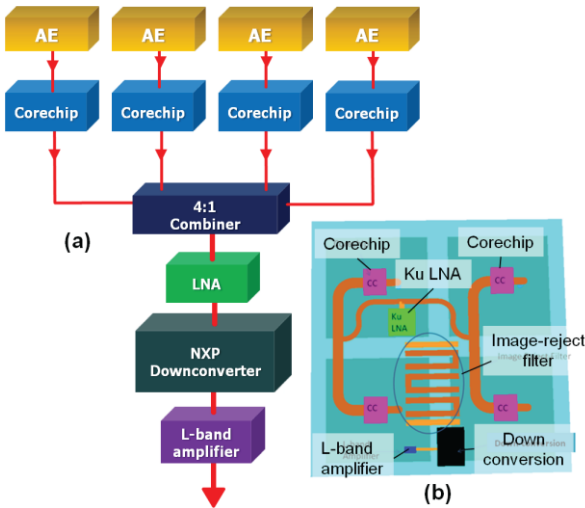 AE AE AE AE
Corechip Corechip Corechip Corechip
4:1
Combiner
(a)
LNA
NXP
Downconverter
L-band
amplifier
Corechip
Corechip
Ku LNA
CC
CC
Ku
LNA
Image-reject
filter
CC
CC
L-band
amplifier
Down
conversion
(b)